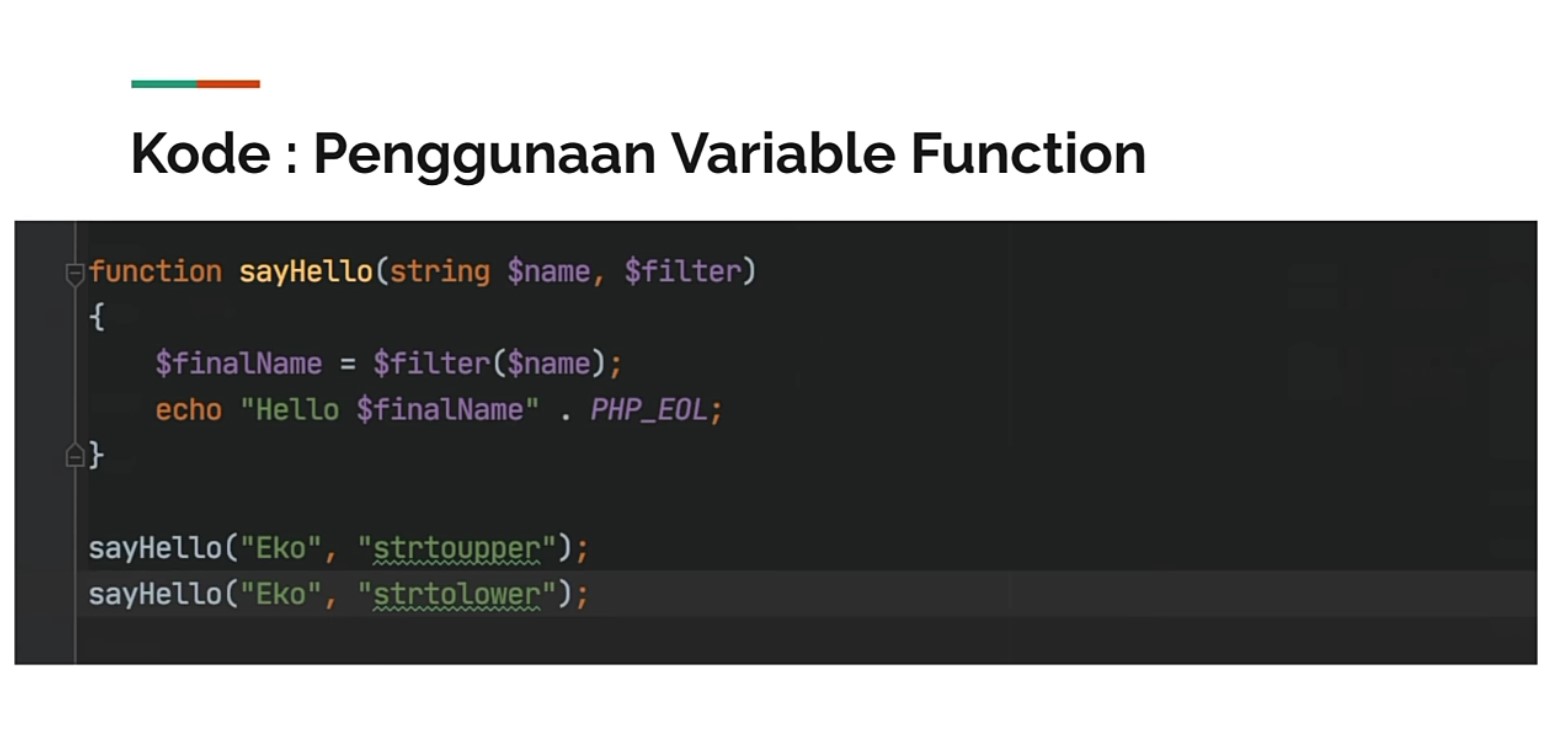 Kode : Penggunaan Variable Function
function sayHello(string $name, $filter)
{
    $finalName = $filter($name);
    echo "Hello $finalName" . PHP_EOL;
}
sayHello("Eko", "strtoupper");
sayHello("Eko", "strtolower");